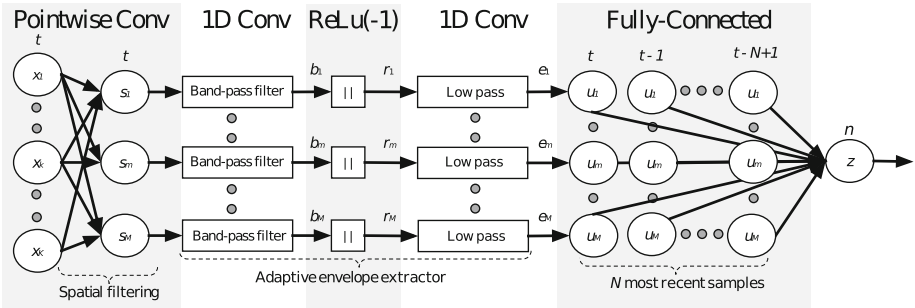 Pointwise Conv 1D Conv ReLu(-1) 1D Conv Fully-Connected
t t t t - 1 t - N+1
x1 s1 Band-pass filter b1 || r1 Low pass e1 u1 u1 u1
n
xk sm Band-pass filter bm || rm Low pass em um um um z
xK sM Band-pass filter bM || rM Low pass eM uM uM uM
Spatial filtering Adaptive envelope extractor N most recent samples